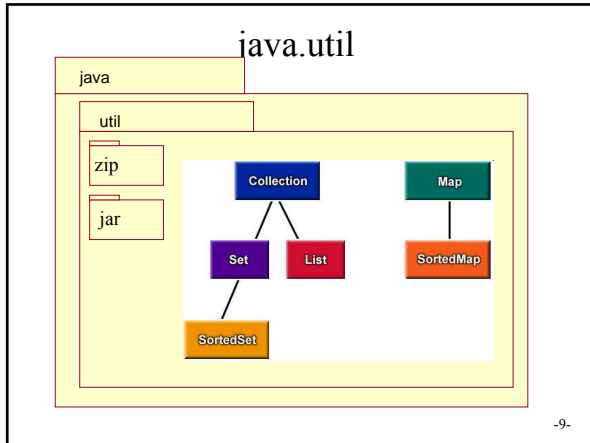 java.util
java
util
zip
jar
Collection
Map
Set
List
SortedMap
SortedSet
-9-